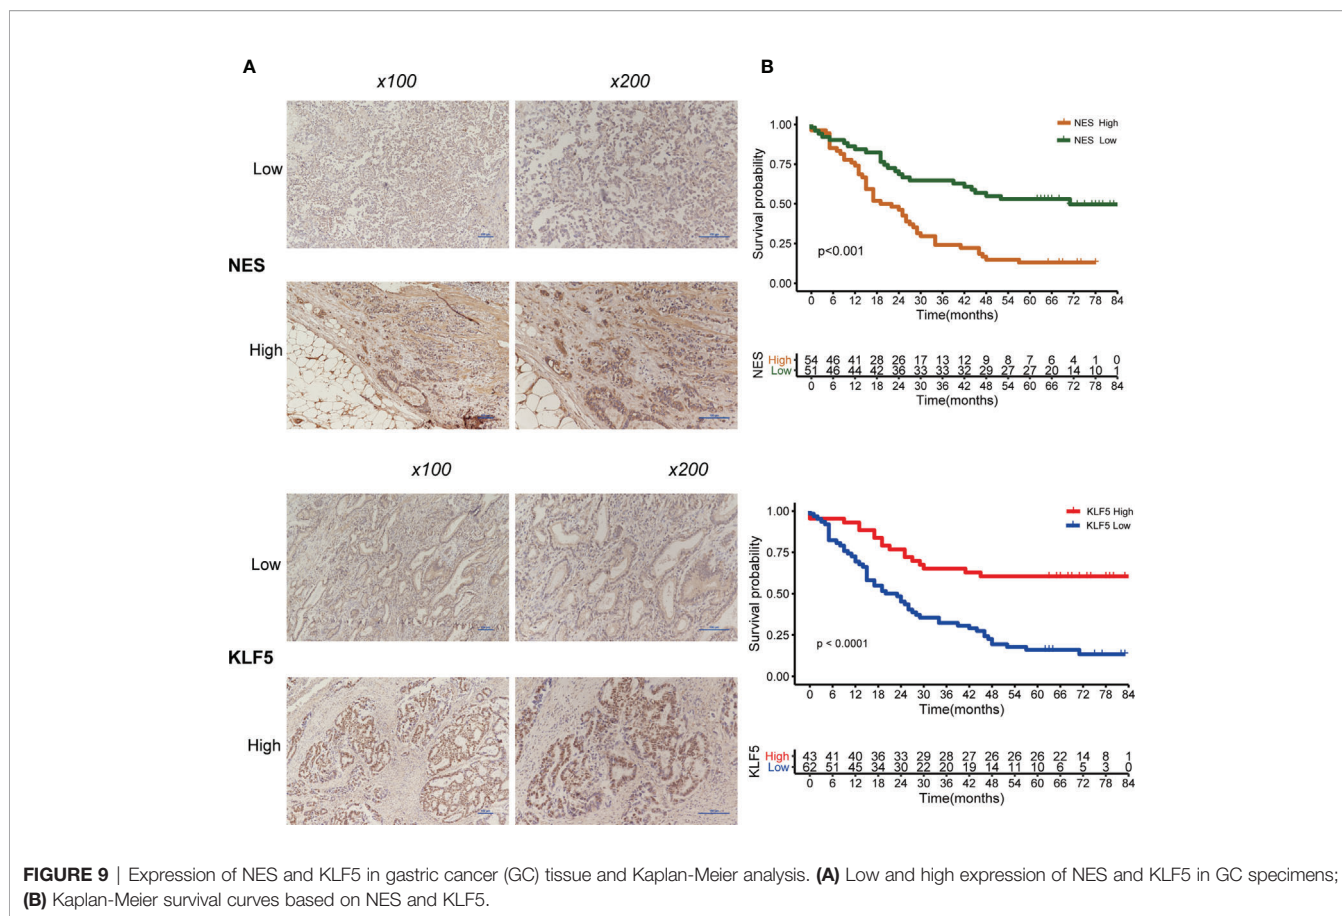 A
x100
x200
Low
NES
High
x100
x200
Low
KLF5
High
B
NES High
NES Low
Survival probability
1.00
0.75
0.50
0.25
0.00
p<0.001
0 6 12 18 24 30 36 42 48 54 60 66 72 78 84
Time(months)
NES
High 54 46 41 28 26 17 13 12 9 8 7 6 4 1 0
Low 51 46 44 42 36 33 33 32 29 27 27 20 14 10 1
0 6 12 18 24 30 36 42 48 54 60 66 72 78 84
Time(months)
KLF5 High
KLF5 Low
Survival probability
1.00
0.75
0.50
0.25
0.00
p < 0.0001
0 6 12 18 24 30 36 42 48 54 60 66 72 78 84
Time(months)
KLF5
High 43 41 40 36 33 29 28 27 26 26 26 22 14 8 1
Low 62 51 45 34 30 22 20 19 14 11 10 6 5 3 0
0 6 12 18 24 30 36 42 48 54 60 66 72 78 84
Time(months)
FIGURE 9 | Expression of NES and KLF5 in gastric cancer (GC) tissue and Kaplan-Meier analysis. (A) Low and high expression of NES and KLF5 in GC specimens;
(B) Kaplan-Meier survival curves based on NES and KLF5.